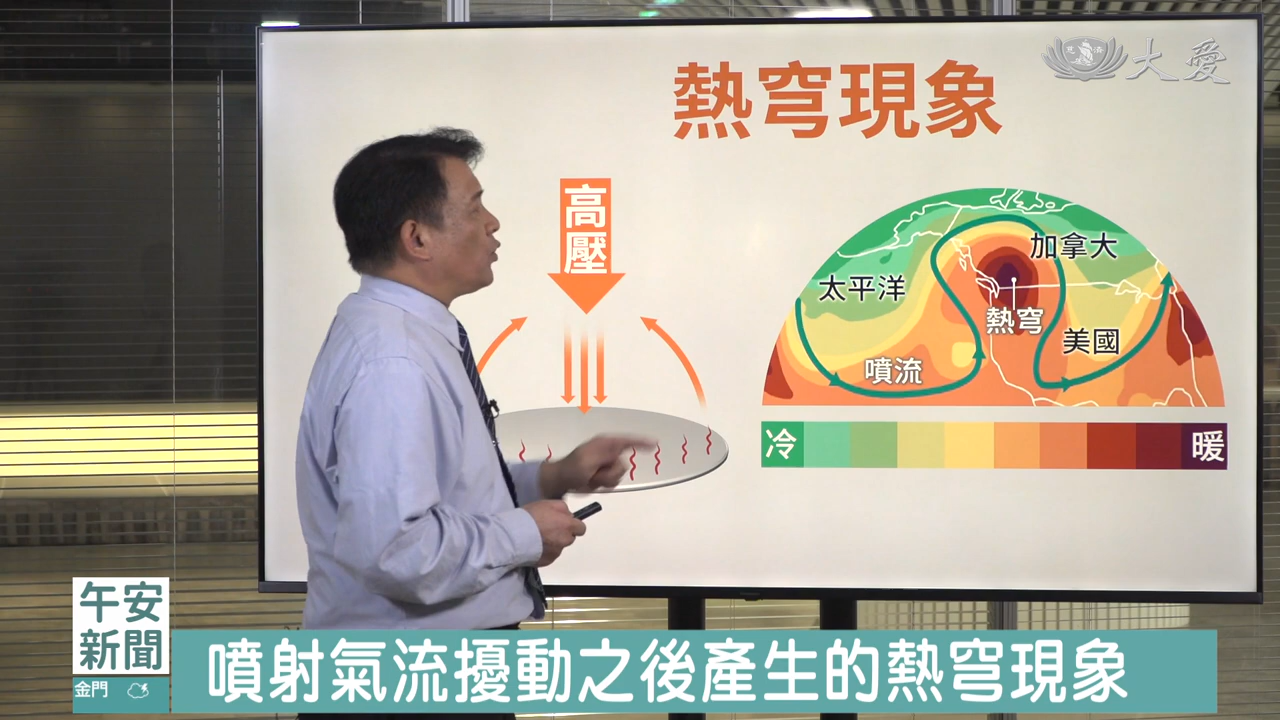 熱穹現象
大愛
高壓
太平洋
加拿大
熱穹
美國
噴流
冷
暖
午安
新聞
金門
噴射氣流擾動之後產生的熱穹現象